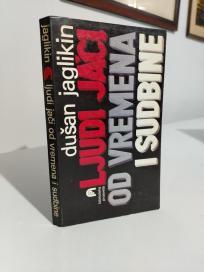 dušan jaglikin
LJUDI JAČI
OD VREMENA
I SUDBINE
jaglikin
ljudi jači od vremena i sudbine